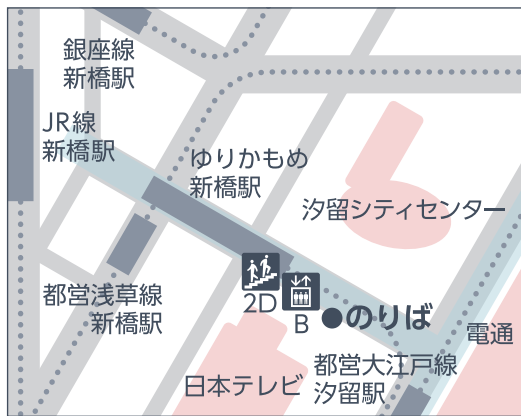 銀座線
新橋駅
JR線
新橋駅
ゆりかもめ
新橋駅
汐留シティセンター
都営浅草線
新橋駅
2D
B
●のりば
電通
都営大江戸線
汐留駅
日本テレビ